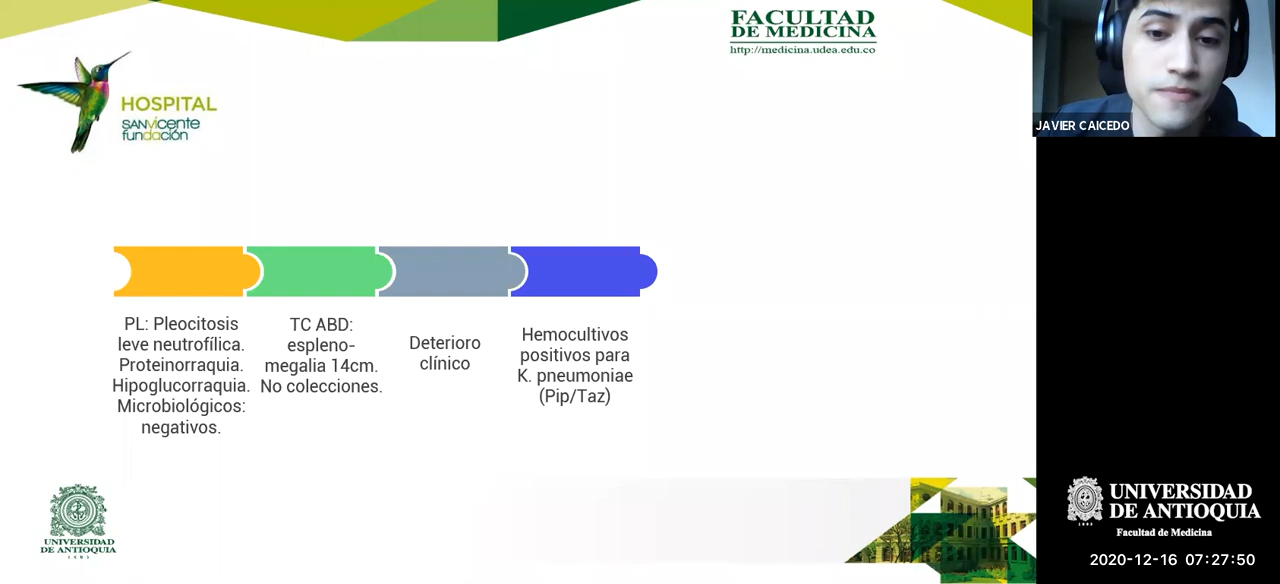 FACULTAD
DE MEDICINA
http://medicina.udea.edu.co
HOSPITAL
SANVICENTE
FUNDACIÓN
JAVIER CAICEDO
PL: Pleocitosis
leve neutrofílica.
Proteinorraquia.
Hipoglucorraquia.
Microbiológicos:
negativos.
TC ABD:
espleno-
megalia 14cm.
No colecciones.
Deterioro
clínico
Hemocultivos
positivos para
K. pneumoniae
(Pip/Taz)
UNIVERSIDAD
DE ANTIOQUIA
1803
UNIVERSIDAD
DE ANTIOQUIA
Facultad de Medicina
2020-12-16 07:27:50